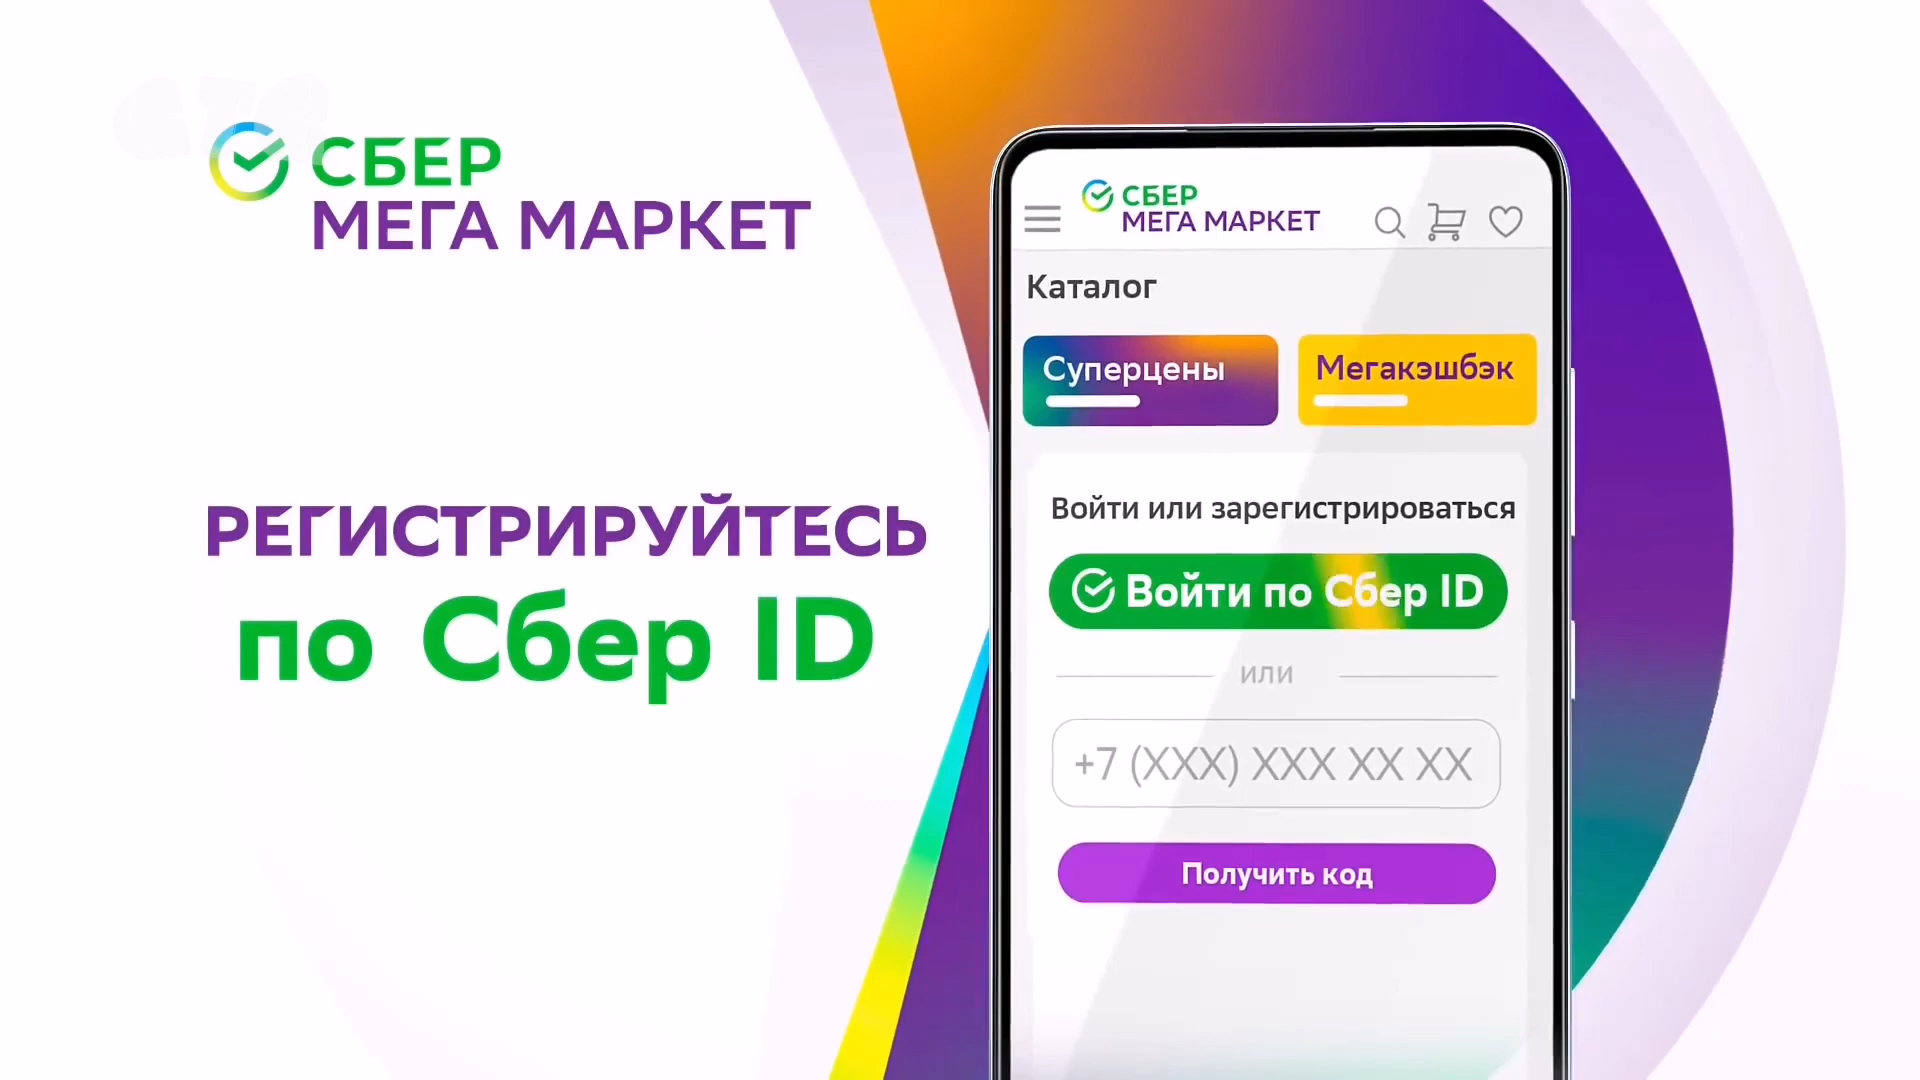 СТС
СБЕР
МЕГА МАРКЕТ
РЕГИСТРИРУЙТЕСЬ
по Сбер ID
СБЕР
МЕГА МАРКЕТ
Каталог
Суперцены
Мегакэшбэк
Войти или зарегистрироваться
Войти по Сбер ID
или
+7 (XXX) XXX XX XX
Получить код